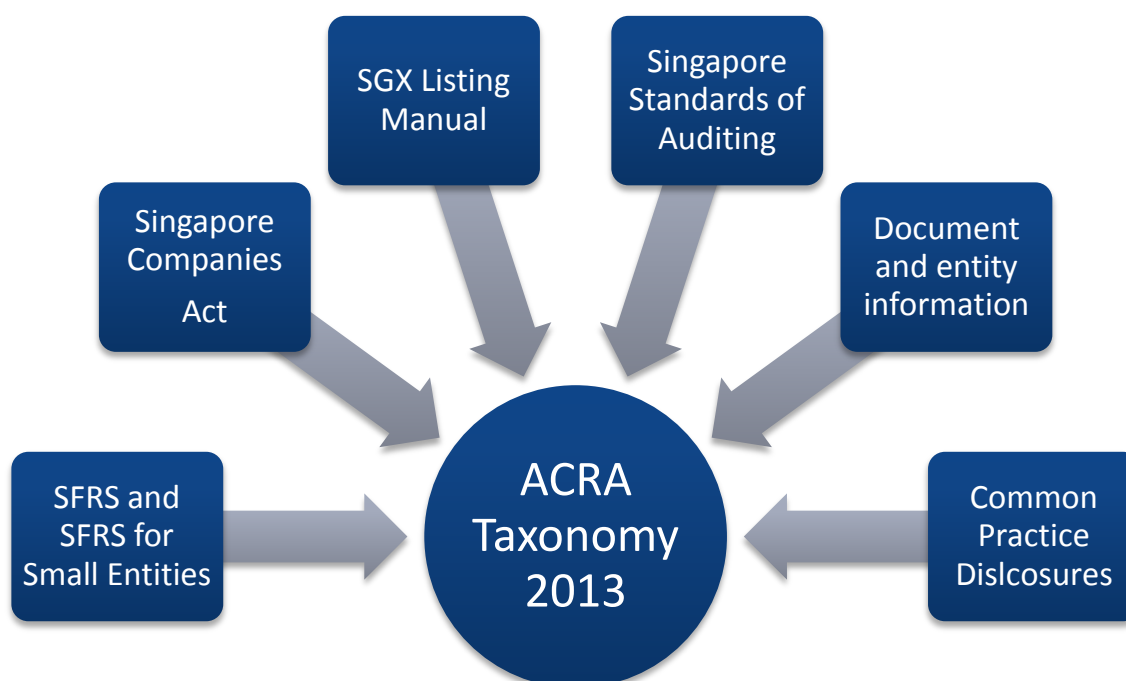 SGX Listing
Manual
Singapore
Standards of
Auditing
Singapore
Companies
Act
Document
and entity
information
SFRS and
SFRS for
Small Entities
ACRA
Taxonomy
2013
Common
Practice
Dislcosures